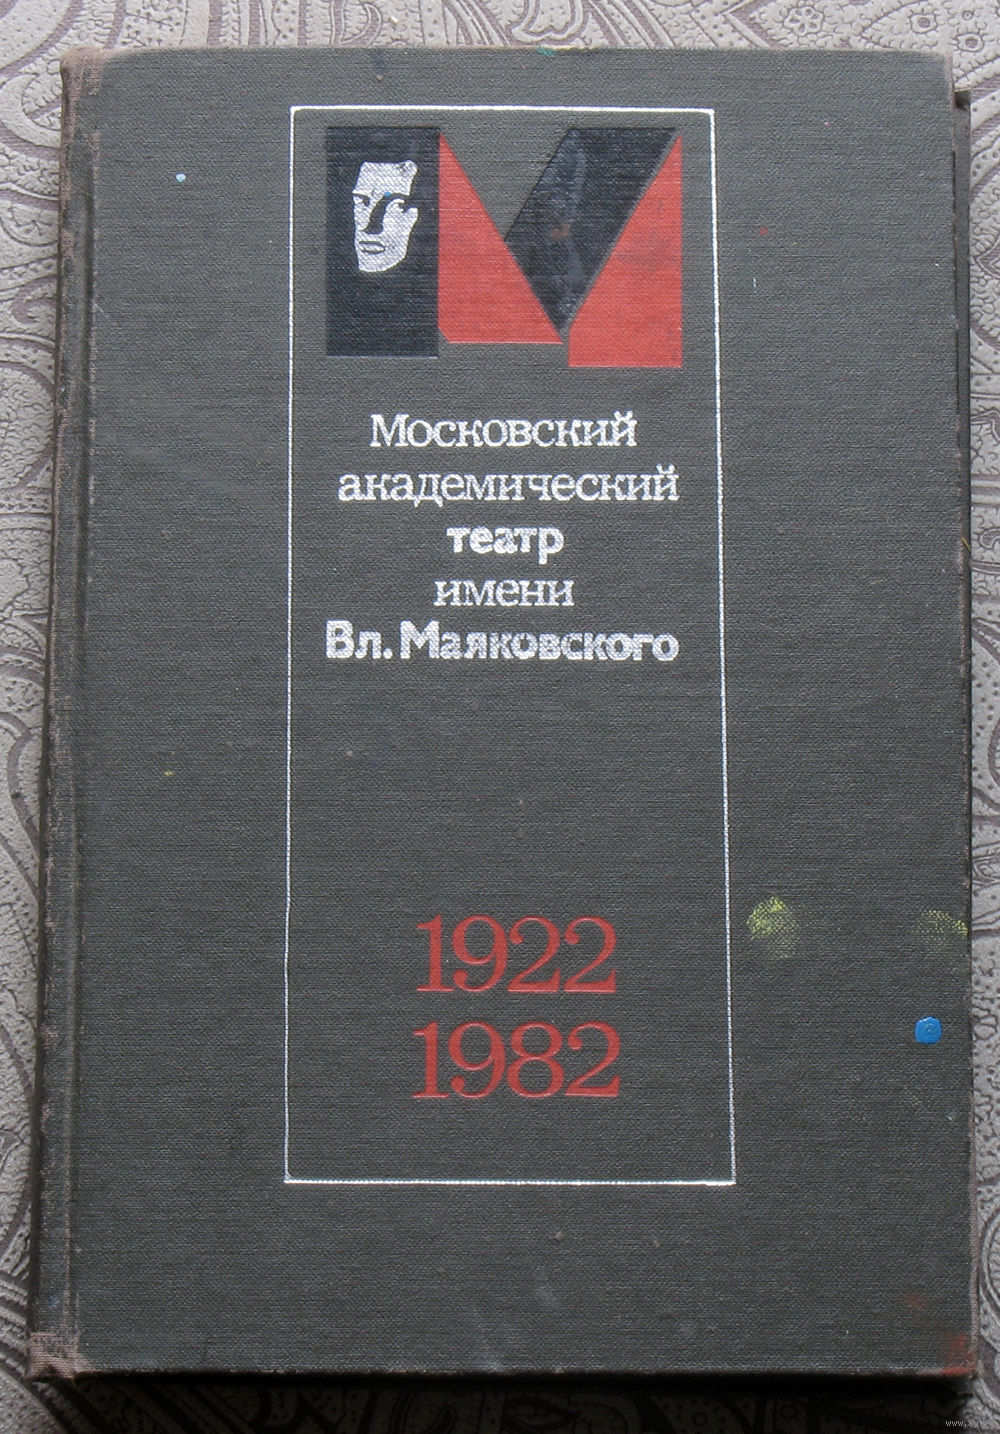 Московский
академический
театр
имени
Вл. Маяковского
1922
1982